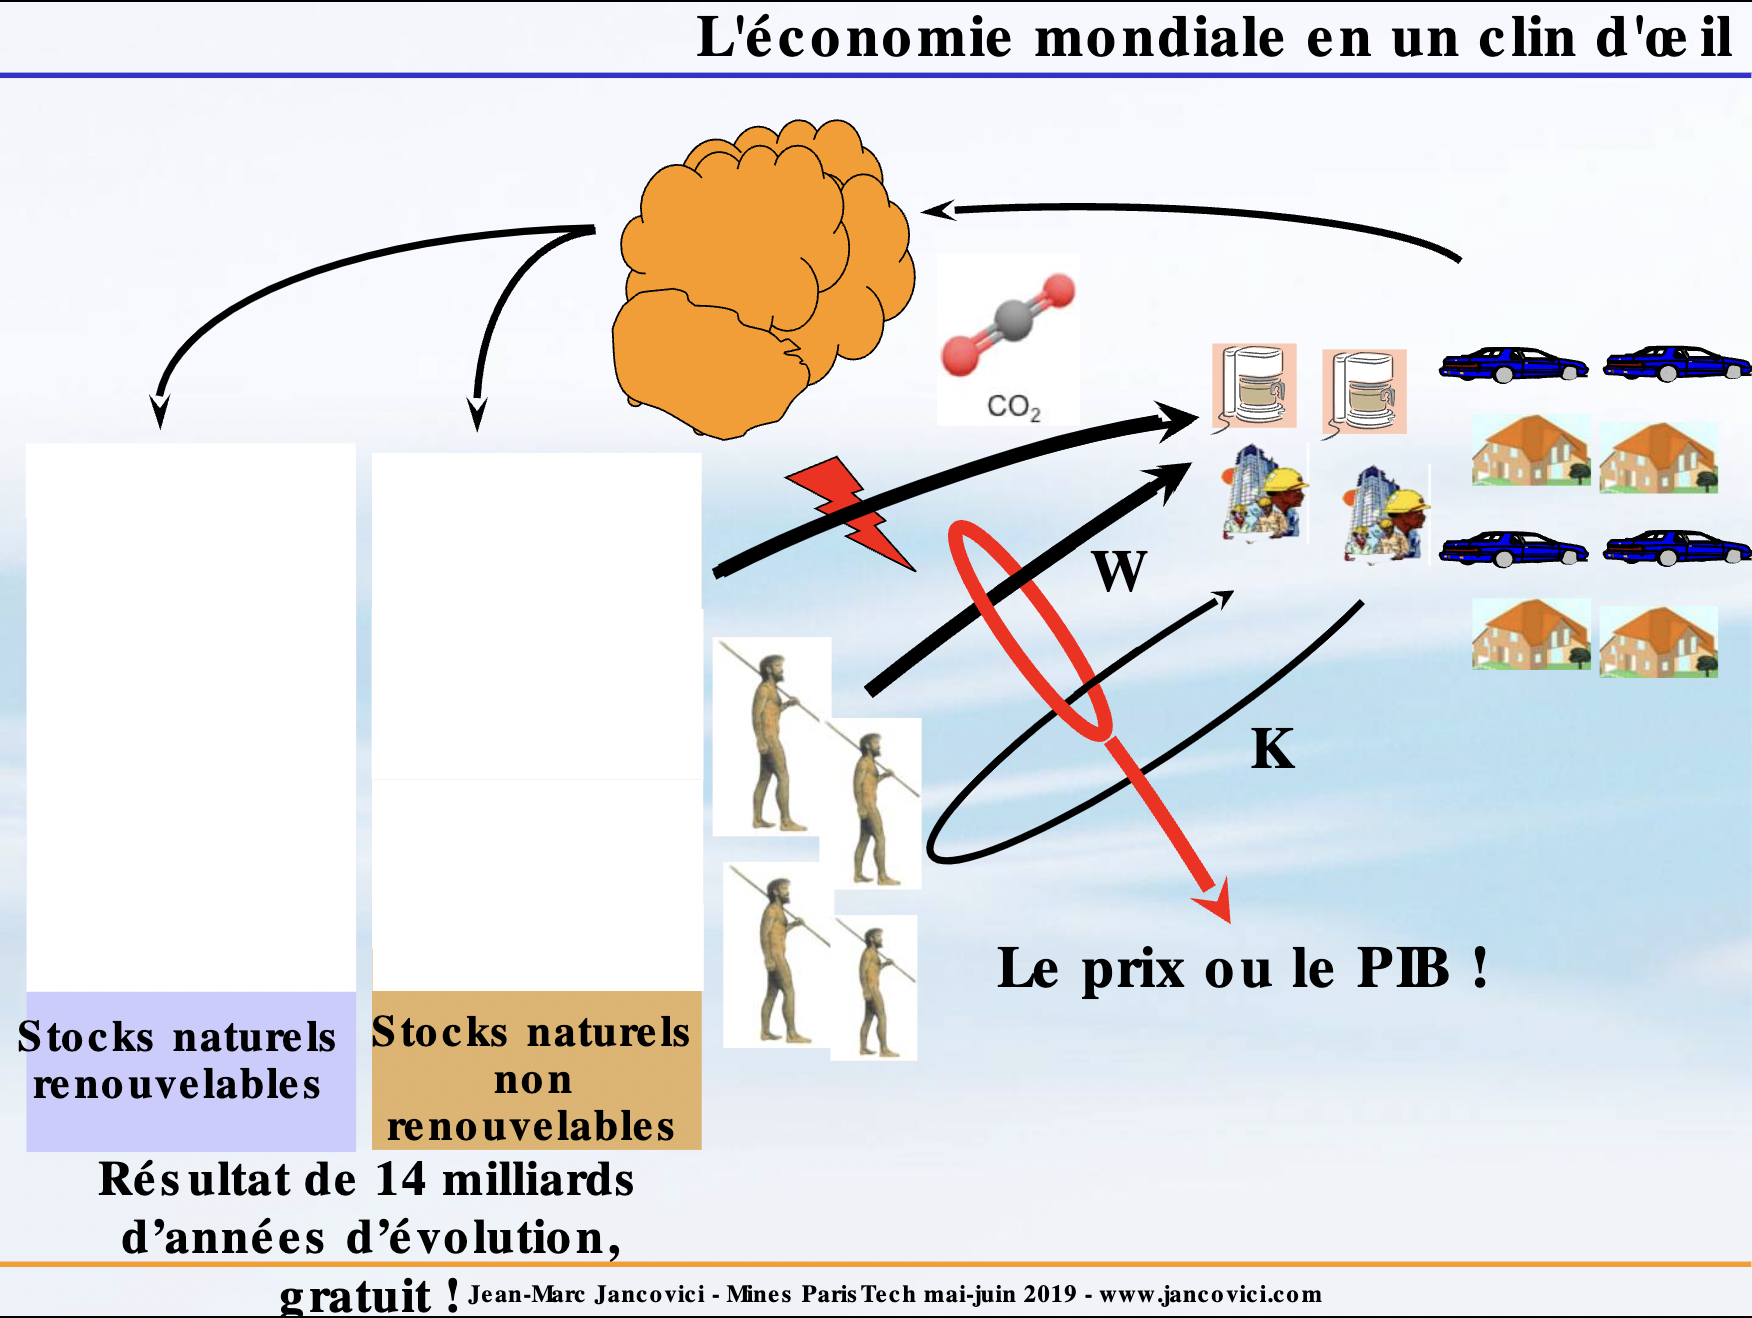 L'économie mondiale en un clin d'œil
CO₂
W
K
Le prix ou le PIB !
Stocks naturels
renouvelables
Stocks naturels
non
renouvelables
Résultat de 14 milliards
d’années d’évolution,
gratuit !
Jean-Marc Jancovici - Mines ParisTech mai-juin 2019 - www.jancovici.com